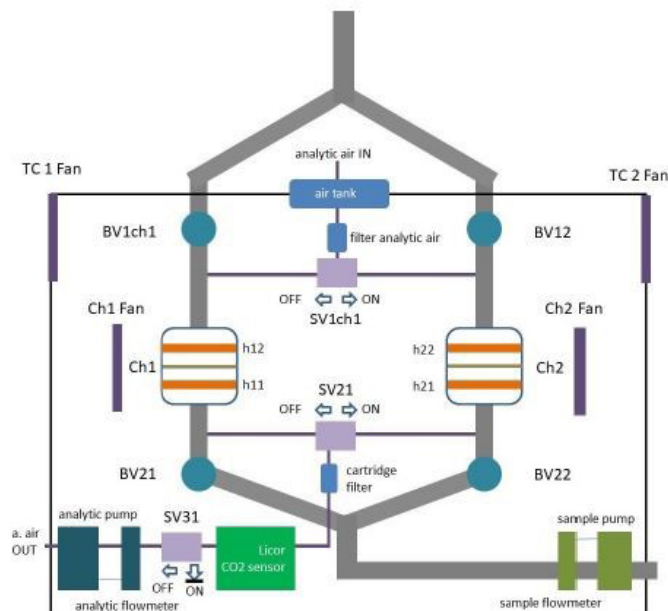 analytic air IN
TC 1 Fan
TC 2 Fan
air tank
BV1ch1
BV12
filter analytic air
OFF
ON
SV1ch1
Ch1 Fan
Ch2 Fan
h12
h22
Ch1
Ch2
h11
h21
SV21
OFF
ON
BV21
BV22
cartridge
filter
analytic pump
SV31
sample pump
a. air
OUT
Licor
CO2 sensor
OFF
ON
analytic flowmeter
sample flowmeter